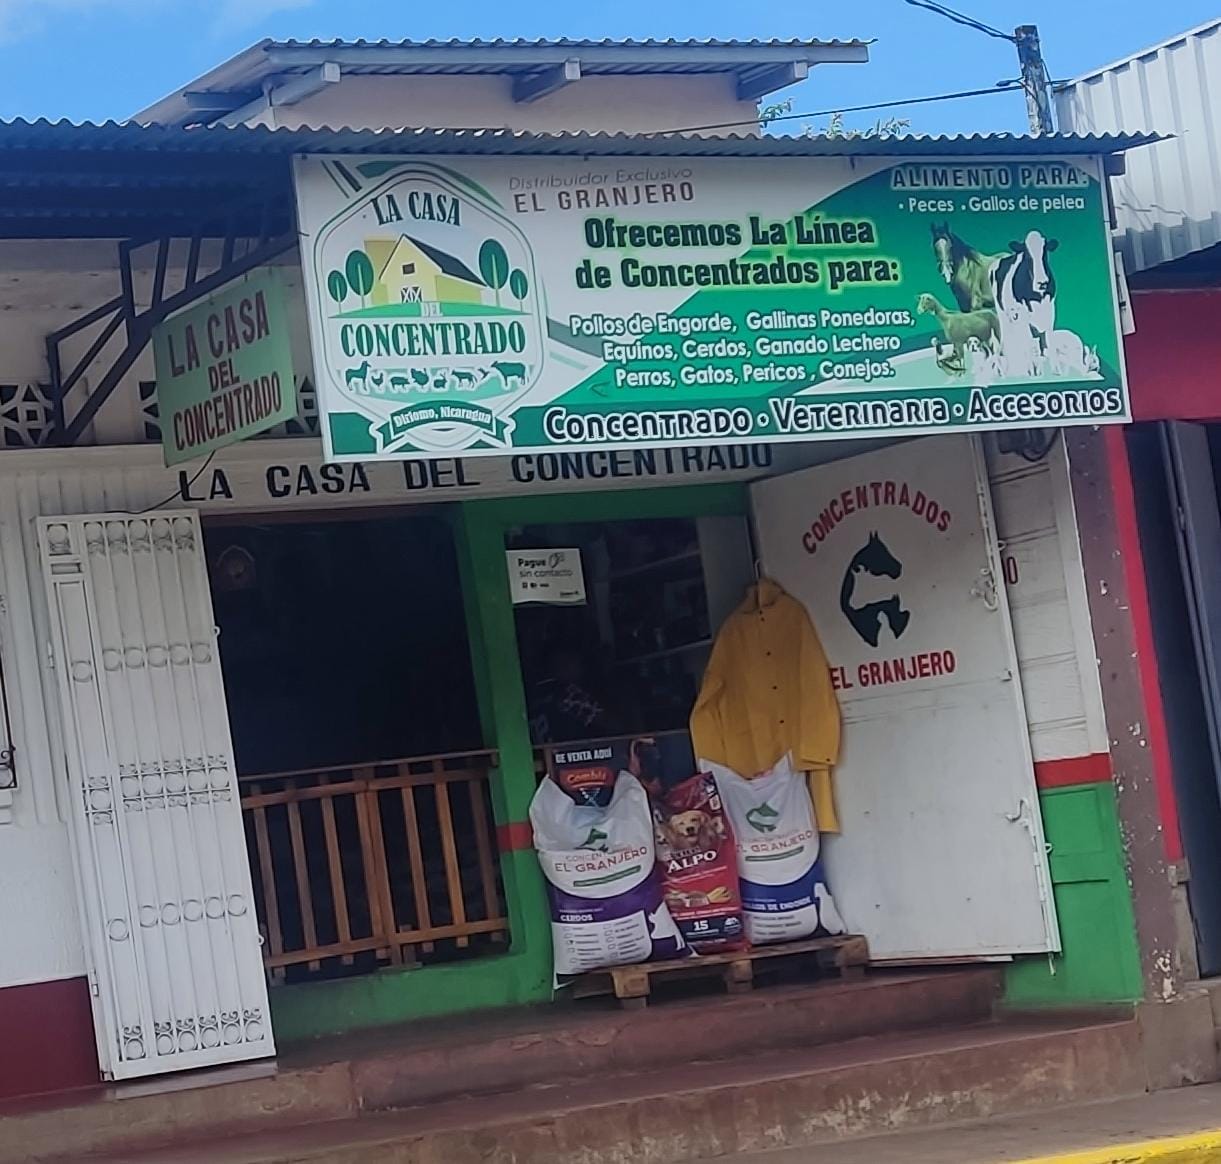 LA CASA
DEL
CONCENTRADO
Diriomo, Nicaragua
Distribuidor Exclusivo
EL GRANJERO
Ofrecemos La Línea
de Concentrados para:
Pollos de Engorde, Gallinas Ponedoras,
Equinos, Cerdos, Ganado Lechero
Perros, Gatos, Pericos , Conejos.
ALIMENTO PARA:
• Peces • Gallos de pelea
Concentrado • Veterinaria • Accesorios
LA CASA
DEL
CONCENTRADO
LA CASA DEL CONCENTRADO
CONCENTRADOS
EL GRANJERO
Pague
sin contacto
DE VENTA AQUÍ
EL GRANJERO
CERDOS
ALPO
15
EL GRANJERO
POLLOS DE ENGORDE